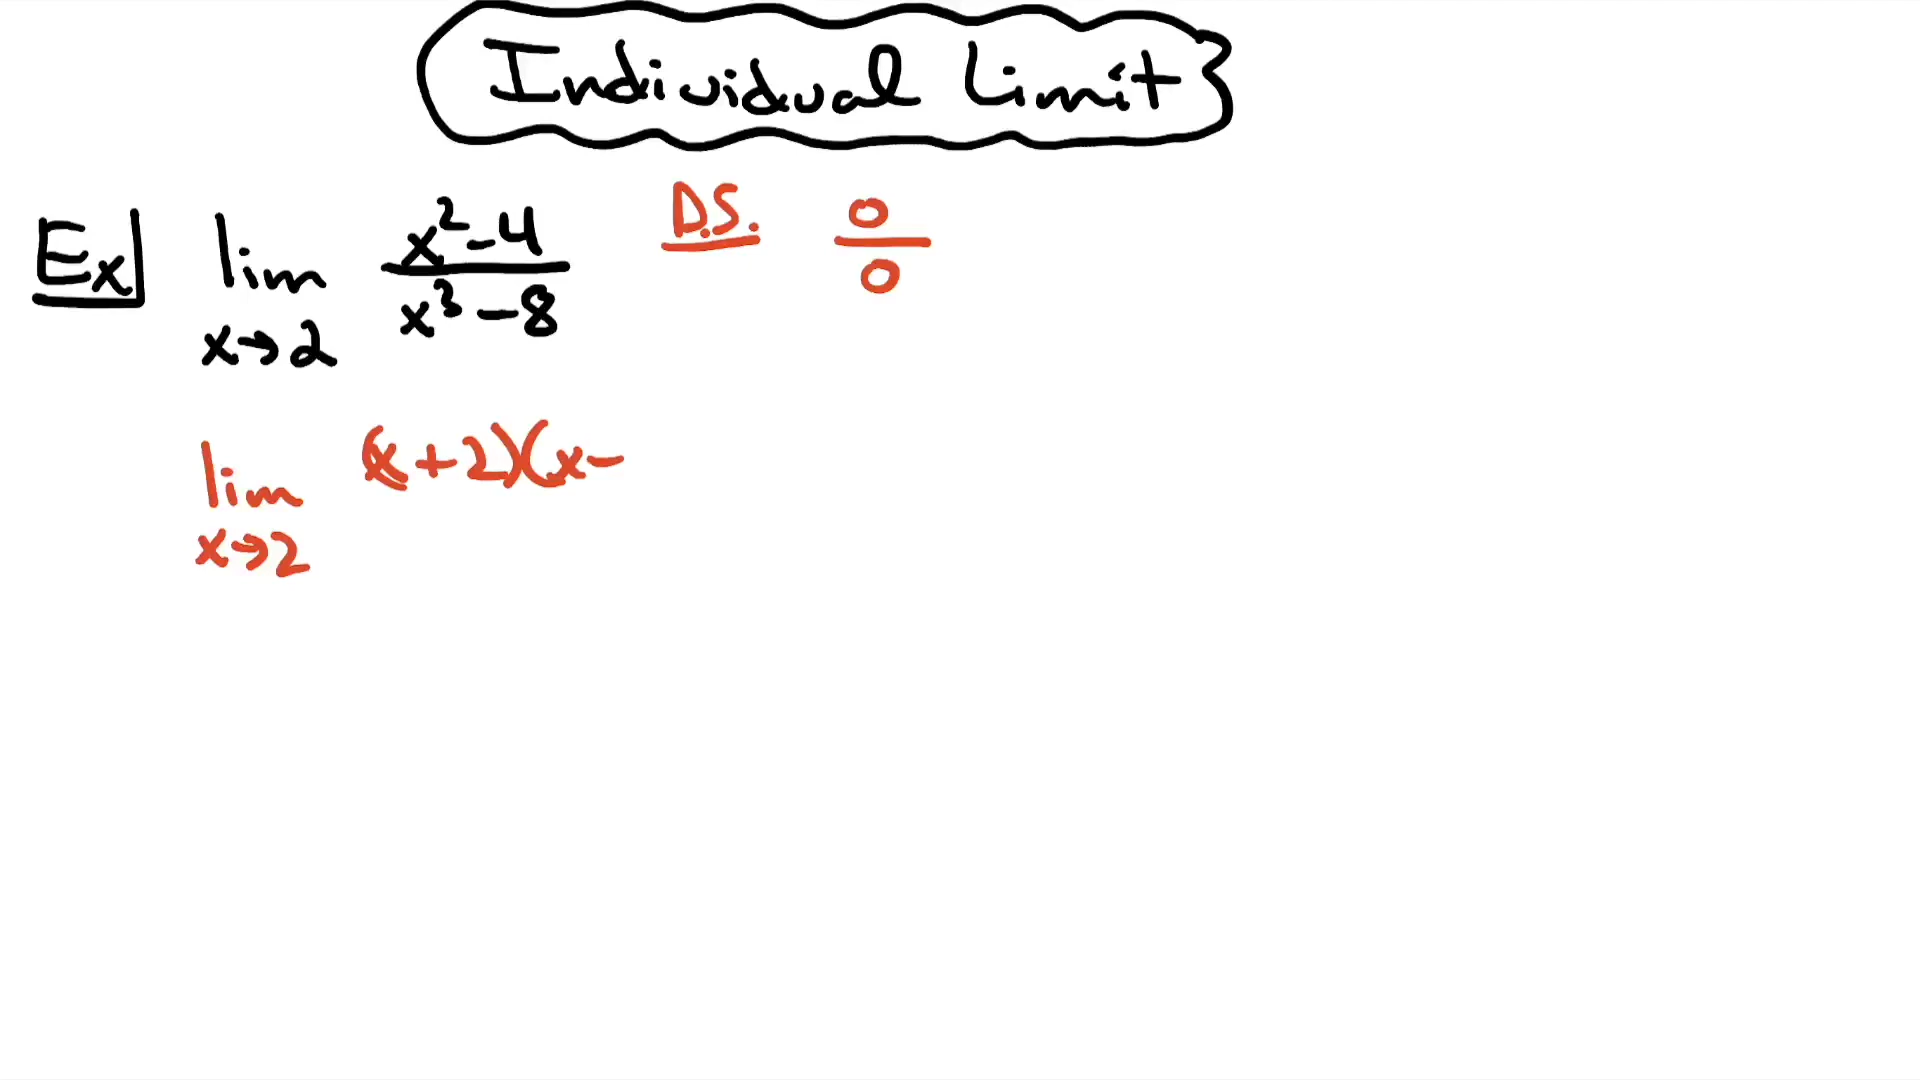 Individual Limit
Ex lim x→2 (x²-4)/(x³-8) D.S. 0/0
lim x→2 (x+2)(x-